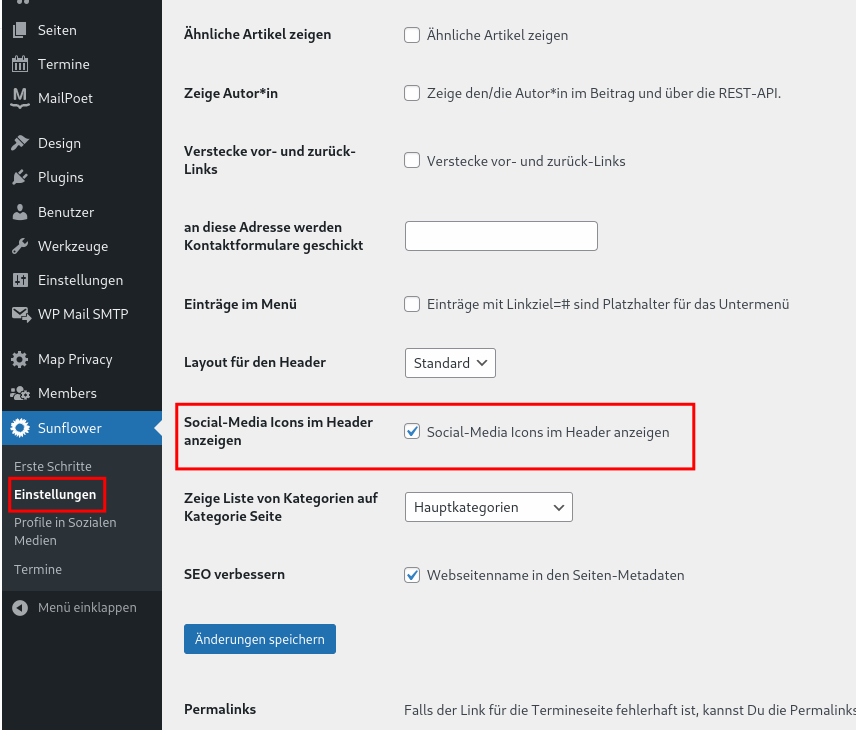 Seiten
Termine
MailPoet
Design
Plugins
Benutzer
Werkzeuge
Einstellungen
WP Mail SMTP
Map Privacy
Members
Sunflower
Erste Schritte
Einstellungen
Profile in Sozialen
Medien
Termine
Menü einklappen
Ähnliche Artikel zeigen
Ähnliche Artikel zeigen
Zeige Autor*in
Zeige den/die Autor*in im Beitrag und über die REST-API.
Verstecke vor- und zurück-
Links
Verstecke vor- und zurück-Links
an diese Adresse werden
Kontaktformulare geschickt
Einträge im Menü
Einträge mit Linkziel=# sind Platzhalter für das Untermenü
Layout für den Header
Standard
Social-Media Icons im Header
anzeigen
Social-Media Icons im Header anzeigen
Zeige Liste von Kategorien auf
Kategorie Seite
Hauptkategorien
SEO verbessern
Webseitenname in den Seiten-Metadaten
Änderungen speichern
Permalinks
Falls der Link für die Termineseite fehlerhaft ist, kannst Du die Permalinks